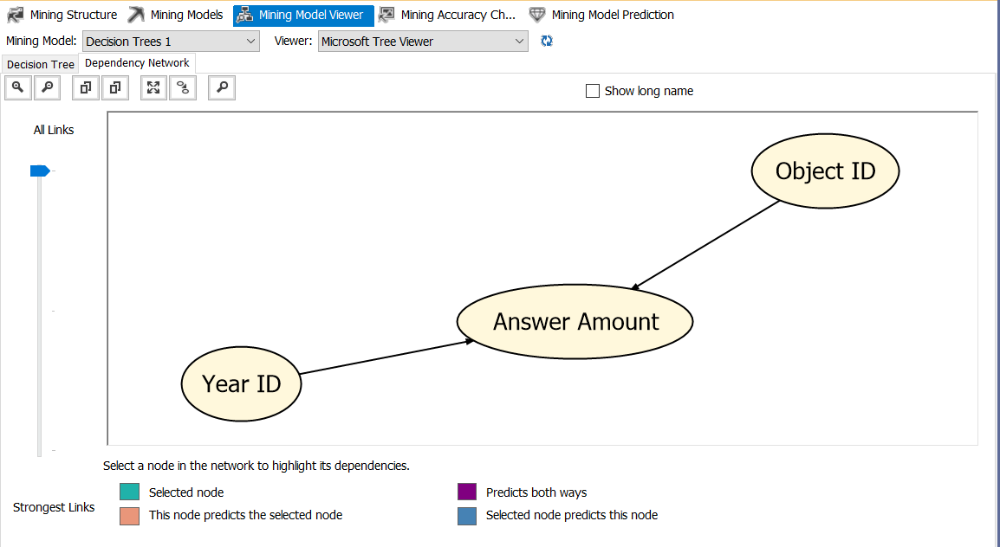 Mining Structure Mining Models Mining Model Viewer Mining Accuracy Ch... Mining Model Prediction
Mining Model: Decision Trees 1 Viewer: Microsoft Tree Viewer
Decision Tree Dependency Network
Show long name
All Links
Object ID
Answer Amount
Year ID
Select a node in the network to highlight its dependencies.
Selected node Predicts both ways
Strongest Links
This node predicts the selected node Selected node predicts this node